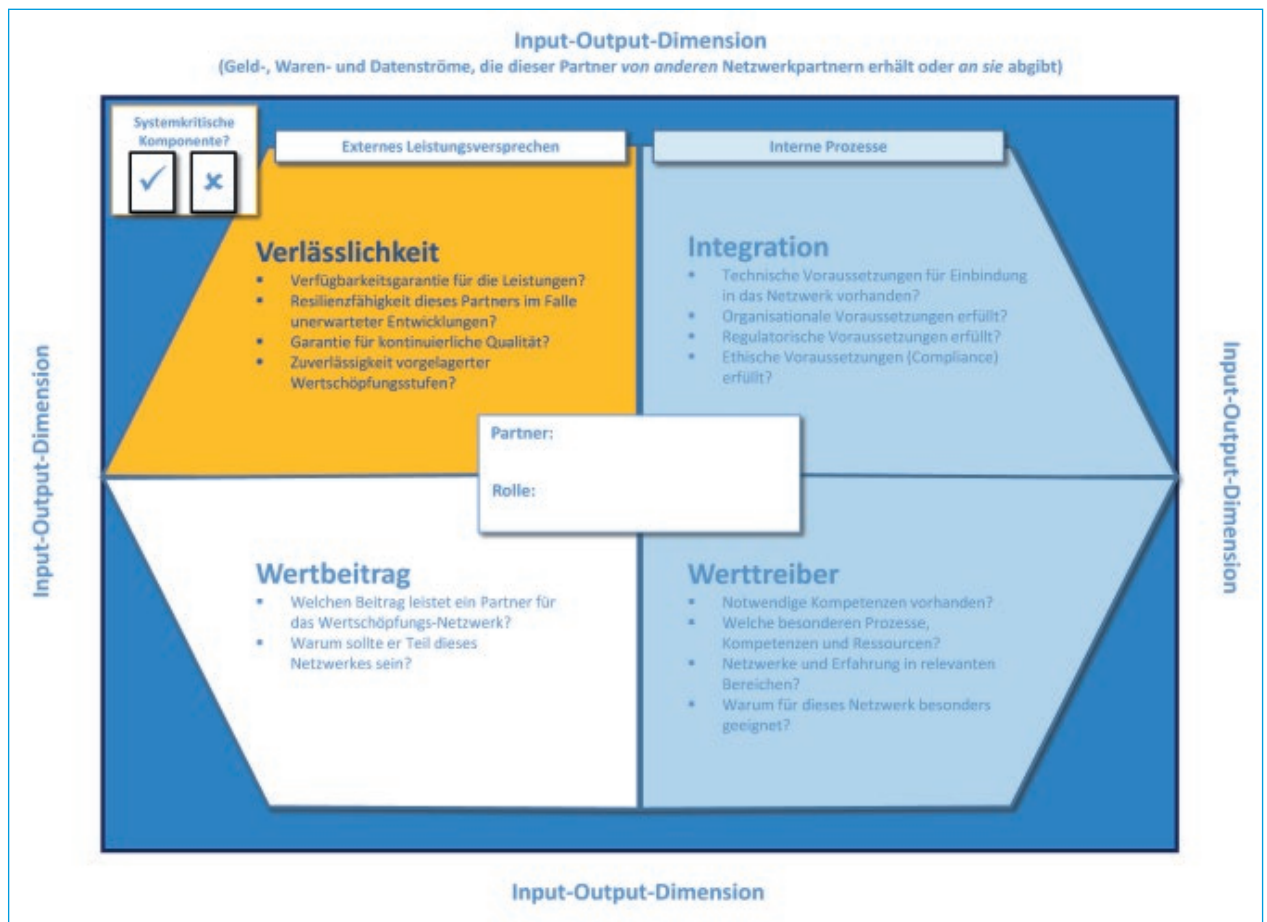 Input-Output-Dimension
(Geld-, Waren- und Datenströme, die dieser Partner von anderen Netzwerkpartnern erhält oder an sie abgibt)
Systemkritische
Komponente?
✓ ×
Externes Leistungsversprechen
Interne Prozesse
Verlässlichkeit
▪ Verfügbarkeitsgarantie für die Leistungen?
▪ Resilienzfähigkeit dieses Partners im Falle
unerwarteter Entwicklungen?
▪ Garantie für kontinuierliche Qualität?
▪ Zuverlässigkeit vorgelagerter
Wertschöpfungsstufen?
Integration
▪ Technische Voraussetzungen für Einbindung
in das Netzwerk vorhanden?
▪ Organisationale Voraussetzungen erfüllt?
▪ Regulatorische Voraussetzungen erfüllt?
▪ Ethische Voraussetzungen (Compliance)
erfüllt?
Input-Output-Dimension
Input-Output-Dimension
Partner:
Rolle:
Wertbeitrag
▪ Welchen Beitrag leistet ein Partner für
das Wertschöpfungs-Netzwerk?
▪ Warum sollte er Teil dieses
Netzwerkes sein?
Werttreiber
▪ Notwendige Kompetenzen vorhanden?
▪ Welche besonderen Prozesse,
Kompetenzen und Ressourcen?
▪ Netzwerke und Erfahrung in relevanten
Bereichen?
▪ Warum für dieses Netzwerk besonders
geeignet?
Input-Output-Dimension